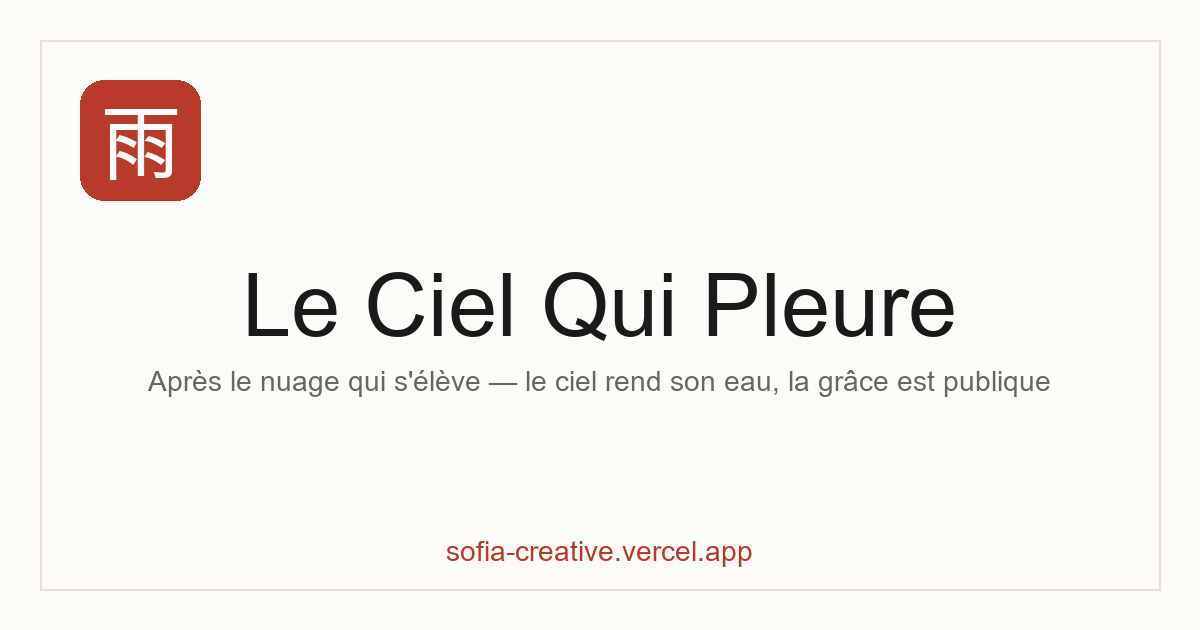 雨
Le Ciel Qui Pleure
Après le nuage qui s'élève — le ciel rend son eau, la grâce est publique
sofia-creative.vercel.app